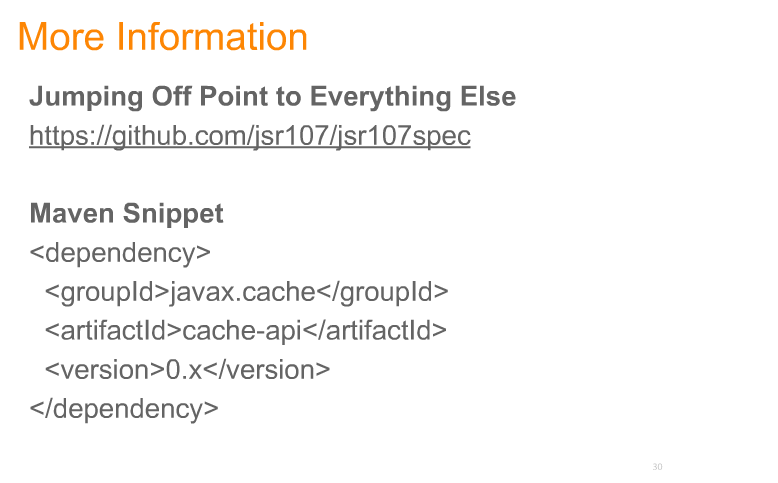 More Information
Jumping Off Point to Everything Else
https://github.com/jsr107/jsr107spec
Maven Snippet
<dependency>
<groupId>javax.cache</groupId>
<artifactId>cache-api</artifactId>
<version>0.x</version>
</dependency>
30